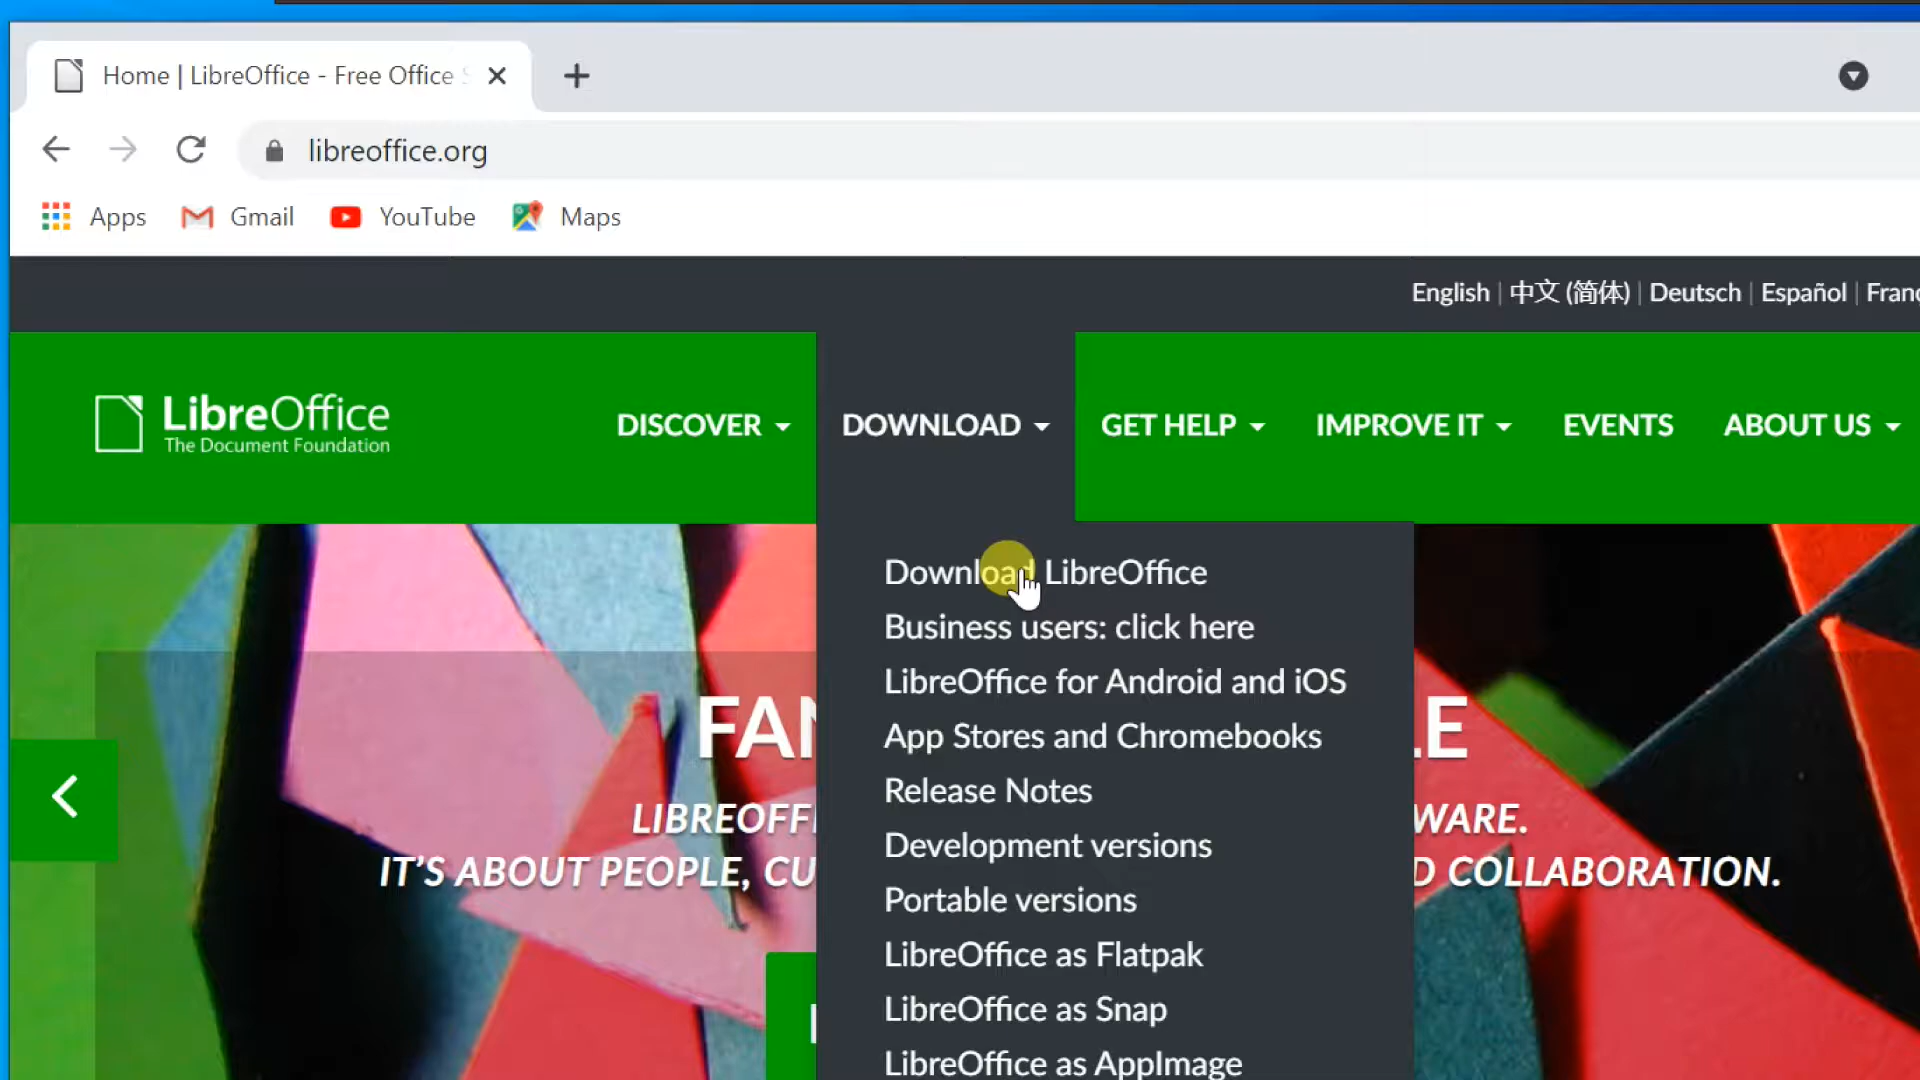 Home | LibreOffice - Free Office
libreoffice.org
Apps Gmail YouTube Maps
English | 中文 (简体) | Deutsch | Español | Franc
LibreOffice
The Document Foundation
DISCOVER DOWNLOAD GET HELP IMPROVE IT EVENTS ABOUT US
Download LibreOffice
Business users: click here
LibreOffice for Android and iOS
App Stores and Chromebooks
Release Notes
Development versions
Portable versions
LibreOffice as Flatpak
LibreOffice as Snap
LibreOffice as AppImage
FAN LE
LIBREOFF WARE.
IT'S ABOUT PEOPLE, CU D COLLABORATION.